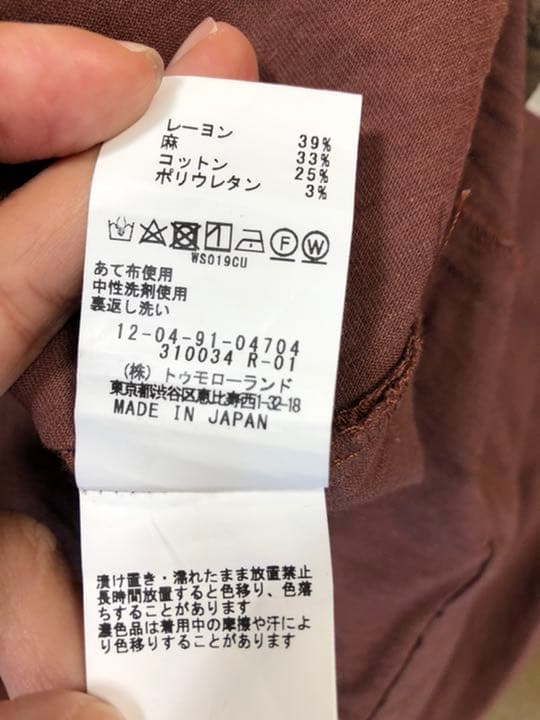 レーヨン 39%
麻 33%
コットン 25%
ポリウレタン 3%
F W
WS019CU
あて布使用
中性洗剤使用
裏返し洗い
12-04-91-04704
310034 R-01
(株)トゥモローランド
東京都渋谷区恵比寿西1-32-18
MADE IN JAPAN
漬け置き・濡れたまま放置禁止
長時間放置すると色移り、色落
ちすることがあります
濃色品は着用中の摩擦や汗によ
り色移りすることがあります